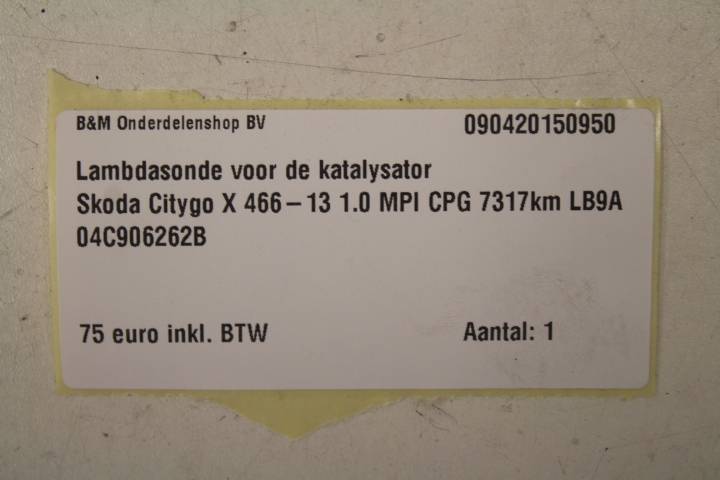 B&M Onderdelenshop BV 090420150950
Lambdasonde voor de katalysator
Skoda Citygo X 466-13 1.0 MPI CPG 7317km LB9A
04C906262B
75 euro inkl. BTW Aantal: 1